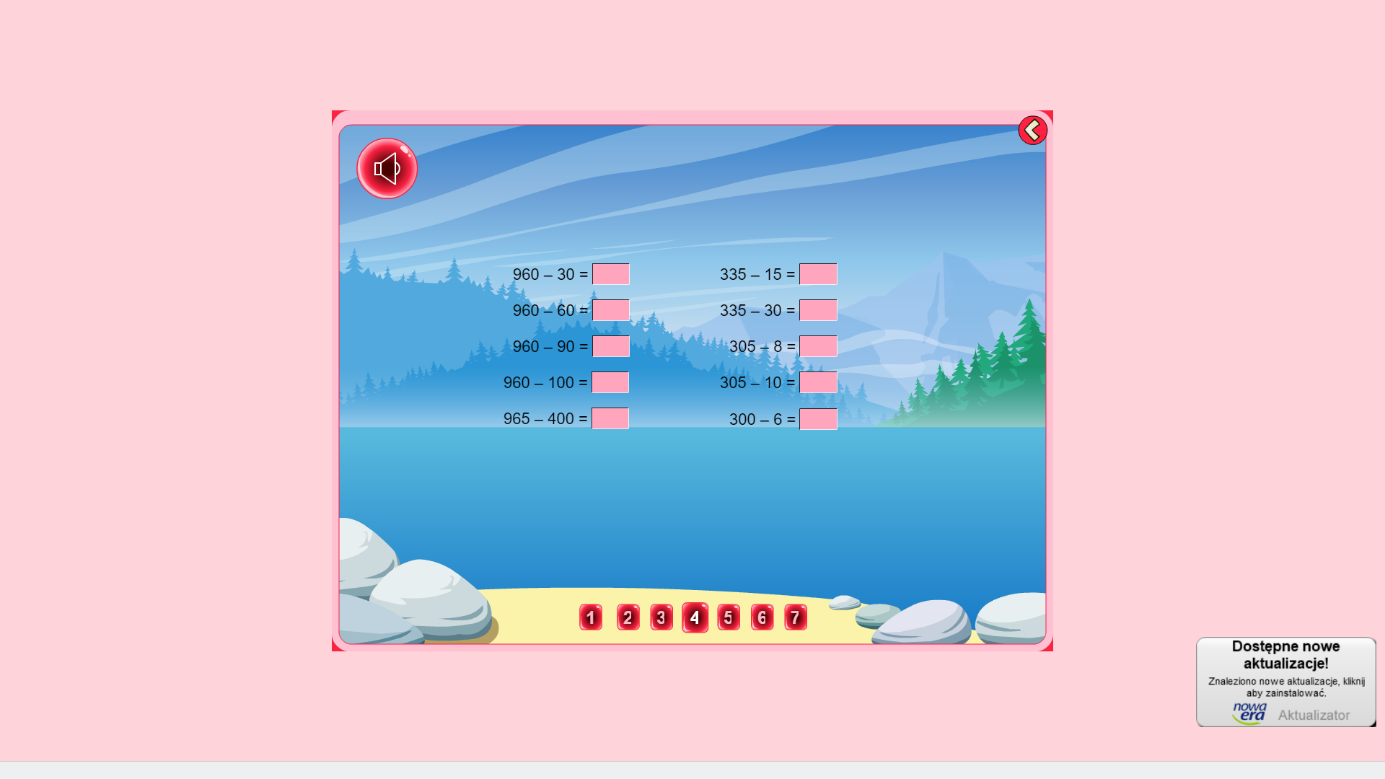 960 – 30 =
960 – 60 =
960 – 90 =
960 – 100 =
965 – 400 =
335 – 15 =
335 – 30 =
305 – 8 =
305 – 10 =
300 – 6 =
1 2 3 4 5 6 7
Dostępne nowe
aktualizacje!
Znaleziono nowe aktualizacje, kliknij
aby zainstalować.
nowa
era Aktualizator